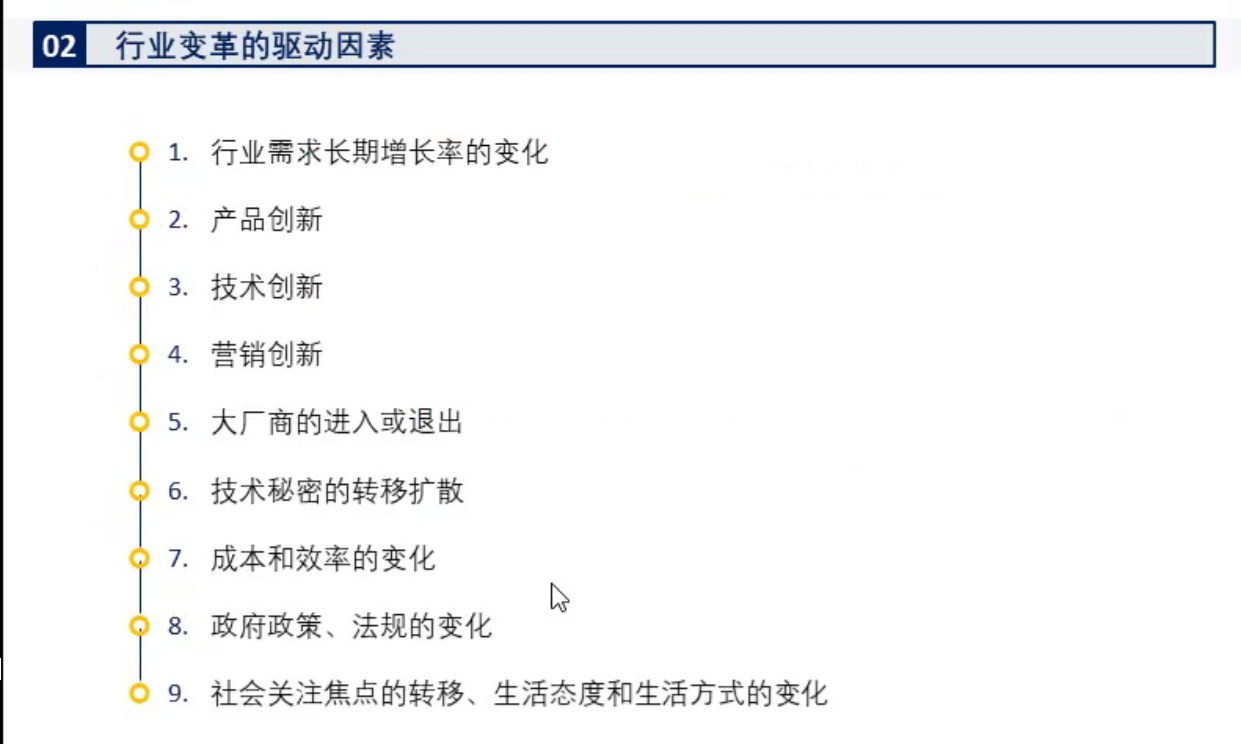 02 行业变革的驱动因素
1. 行业需求长期增长率的变化
2. 产品创新
3. 技术创新
4. 营销创新
5. 大厂商的进入或退出
6. 技术秘密的转移扩散
7. 成本和效率的变化
8. 政府政策、法规的变化
9. 社会关注焦点的转移、生活态度和生活方式的变化